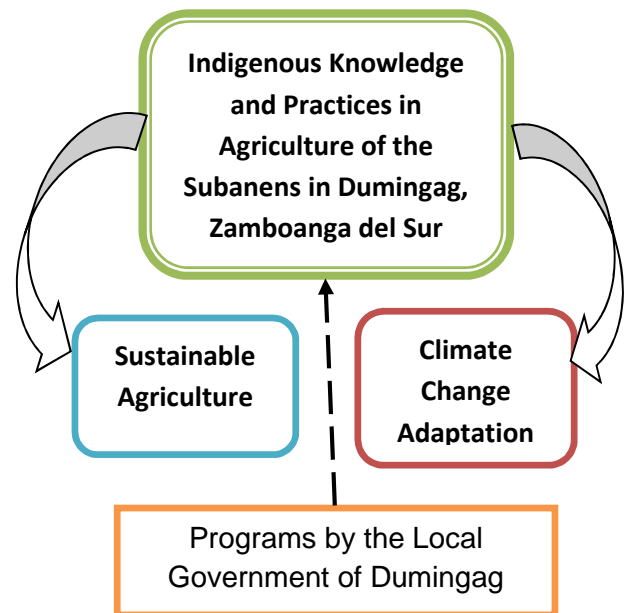 Indigenous Knowledge
and Practices in
Agriculture of the
Subanens in Dumingag,
Zamboanga del Sur
Sustainable
Agriculture
Climate
Change
Adaptation
Programs by the Local
Government of Dumingag